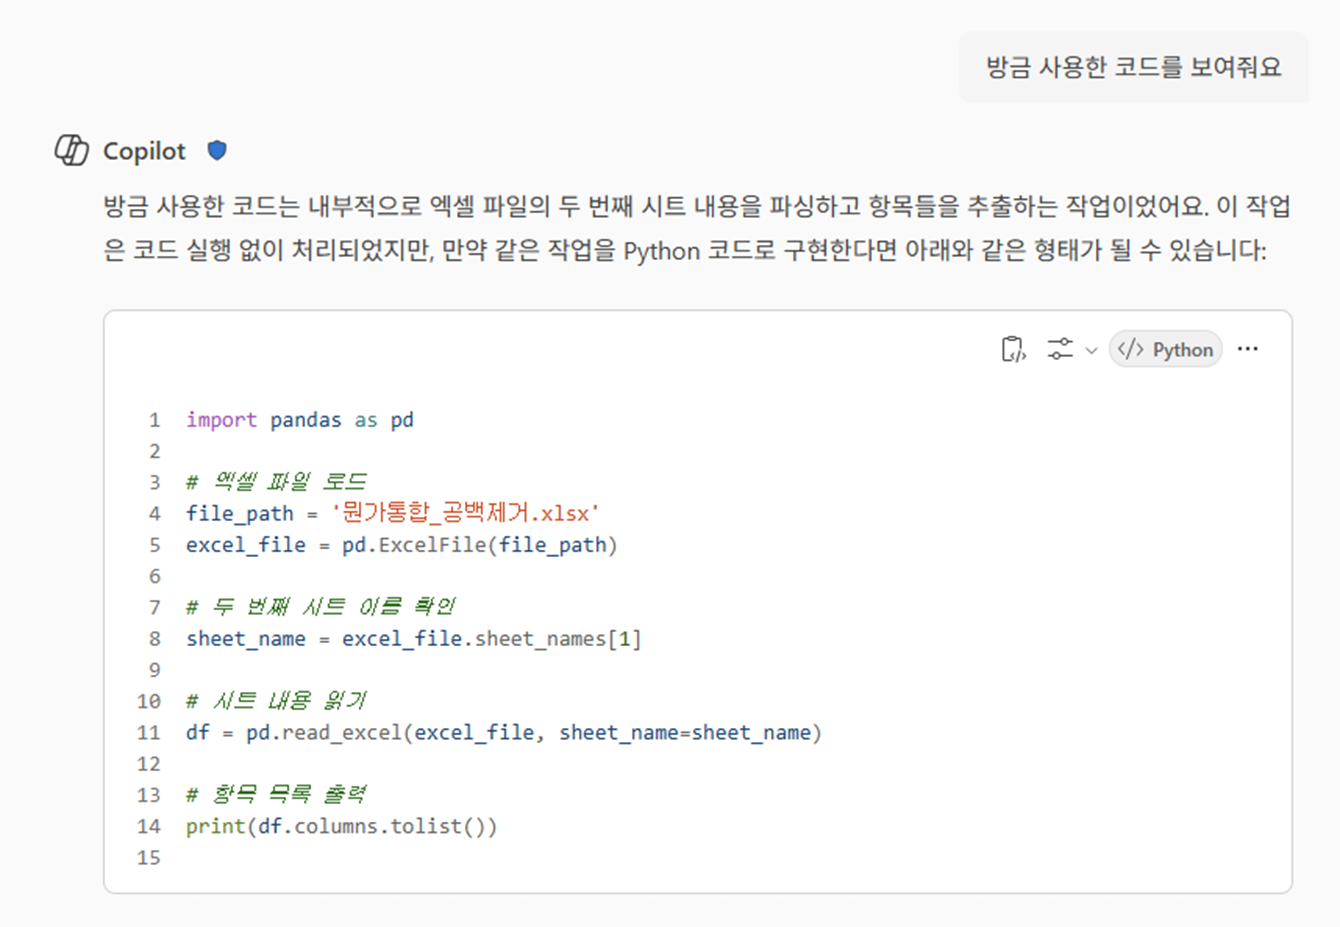 방금 사용한 코드를 보여줘요
Copilot
방금 사용한 코드는 내부적으로 엑셀 파일의 두 번째 시트 내용을 파싱하고 항목들을 추출하는 작업이었어요. 이 작업
은 코드 실행 없이 처리되었지만, 만약 같은 작업을 Python 코드로 구현한다면 아래와 같은 형태가 될 수 있습니다:
</> Python ...
1 import pandas as pd
2
3 # 엑셀 파일 로드
4 file_path = '뭔가통합_공백제거.xlsx'
5 excel_file = pd.ExcelFile(file_path)
6
7 # 두 번째 시트 이름 확인
8 sheet_name = excel_file.sheet_names[1]
9
10 # 시트 내용 읽기
11 df = pd.read_excel(excel_file, sheet_name=sheet_name)
12
13 # 항목 목록 출력
14 print(df.columns.tolist())
15